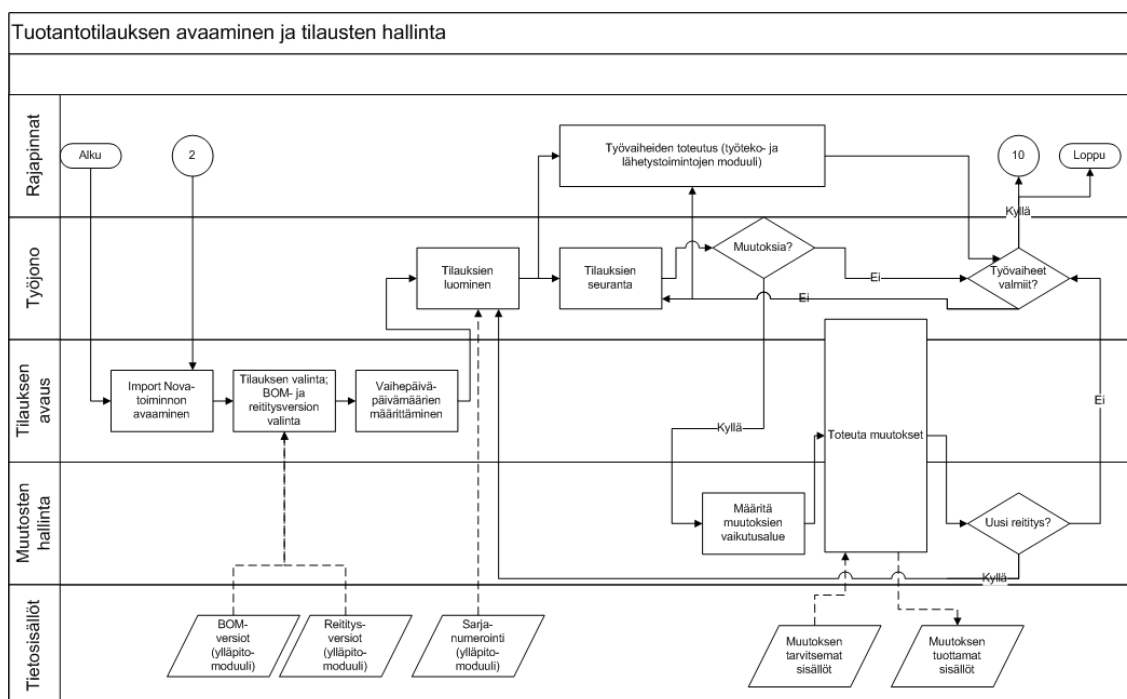 Tuotantotilauksen avaaminen ja tilausten hallinta
Rajapinnat
Alku
2
Työvaiheiden toteutus (työteko- ja
lähetystoimintojen moduuli)
10
Loppu
Kyllä
Työjono
Tilauksien
luominen
Tilauksien
seuranta
Muutoksia?
Ei
Työvaiheet
valmiit?
Ei
Tilauksen
avaus
Import Nova-
toiminnon
avaaminen
Tilauksen valinta;
BOM- ja
reititysversion
valinta
Vaihepäivä-
päivämäärien
määrittäminen
Kyllä
Toteuta muutokset
Ei
Muutosten
hallinta
Määritä
muutoksien
vaikutusalue
Uusi reititys?
Kyllä
Tietosisällöt
BOM-
versiot
(ylläpito-
moduuli)
Reititys-
versiot
(ylläpito-
moduuli)
Sarja-
numerointi
(ylläpito-
moduuli)
Muutoksen
tarvitsemat
sisällöt
Muutoksen
tuottamat
sisällöt